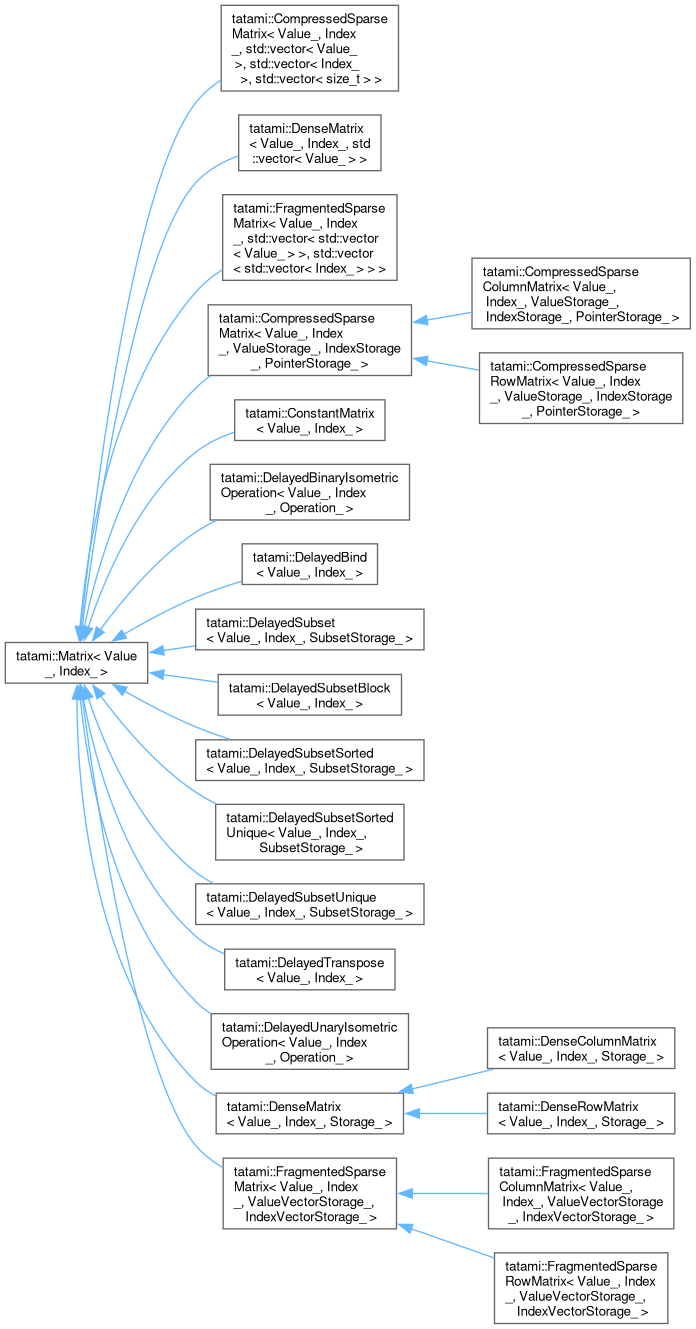 tatami::CompressedSparse
Matrix< Value_, Index
_, std::vector< Value_
>, std::vector< Index_
>, std::vector< size_t > >
tatami::DenseMatrix
< Value_, Index_, std
::vector< Value_ > >
tatami::FragmentedSparse
Matrix< Value_, Index
_, std::vector< std::vector
< Value_ > >, std::vector
< std::vector< Index_ > > >
tatami::CompressedSparse
Matrix< Value_, Index
_, ValueStorage_, IndexStorage
_, PointerStorage_ >
tatami::CompressedSparse
ColumnMatrix< Value_,
Index_, ValueStorage_,
IndexStorage_, PointerStorage_ >
tatami::CompressedSparse
RowMatrix< Value_, Index
_, ValueStorage_, IndexStorage
_, PointerStorage_ >
tatami::ConstantMatrix
< Value_, Index_ >
tatami::DelayedBinaryIsometric
Operation< Value_, Index
_, Operation_ >
tatami::DelayedBind
< Value_, Index_ >
tatami::DelayedSubset
< Value_, Index_, SubsetStorage_ >
tatami::Matrix< Value
_, Index_ >
tatami::DelayedSubsetBlock
< Value_, Index_ >
tatami::DelayedSubsetSorted
< Value_, Index_, SubsetStorage_ >
tatami::DelayedSubsetSorted
Unique< Value_, Index_,
SubsetStorage_ >
tatami::DelayedSubsetUnique
< Value_, Index_, SubsetStorage_ >
tatami::DelayedTranspose
< Value_, Index_ >
tatami::DelayedUnaryIsometric
Operation< Value_, Index
_, Operation_ >
tatami::DenseMatrix
< Value_, Index_, Storage_ >
tatami::DenseColumnMatrix
< Value_, Index_, Storage_ >
tatami::DenseRowMatrix
< Value_, Index_, Storage_ >
tatami::FragmentedSparse
Matrix< Value_, Index
_, ValueVectorStorage_,
IndexVectorStorage_ >
tatami::FragmentedSparse
ColumnMatrix< Value_,
Index_, ValueVectorStorage
_, IndexVectorStorage_ >
tatami::FragmentedSparse
RowMatrix< Value_, Index
_, ValueVectorStorage_,
IndexVectorStorage_ >